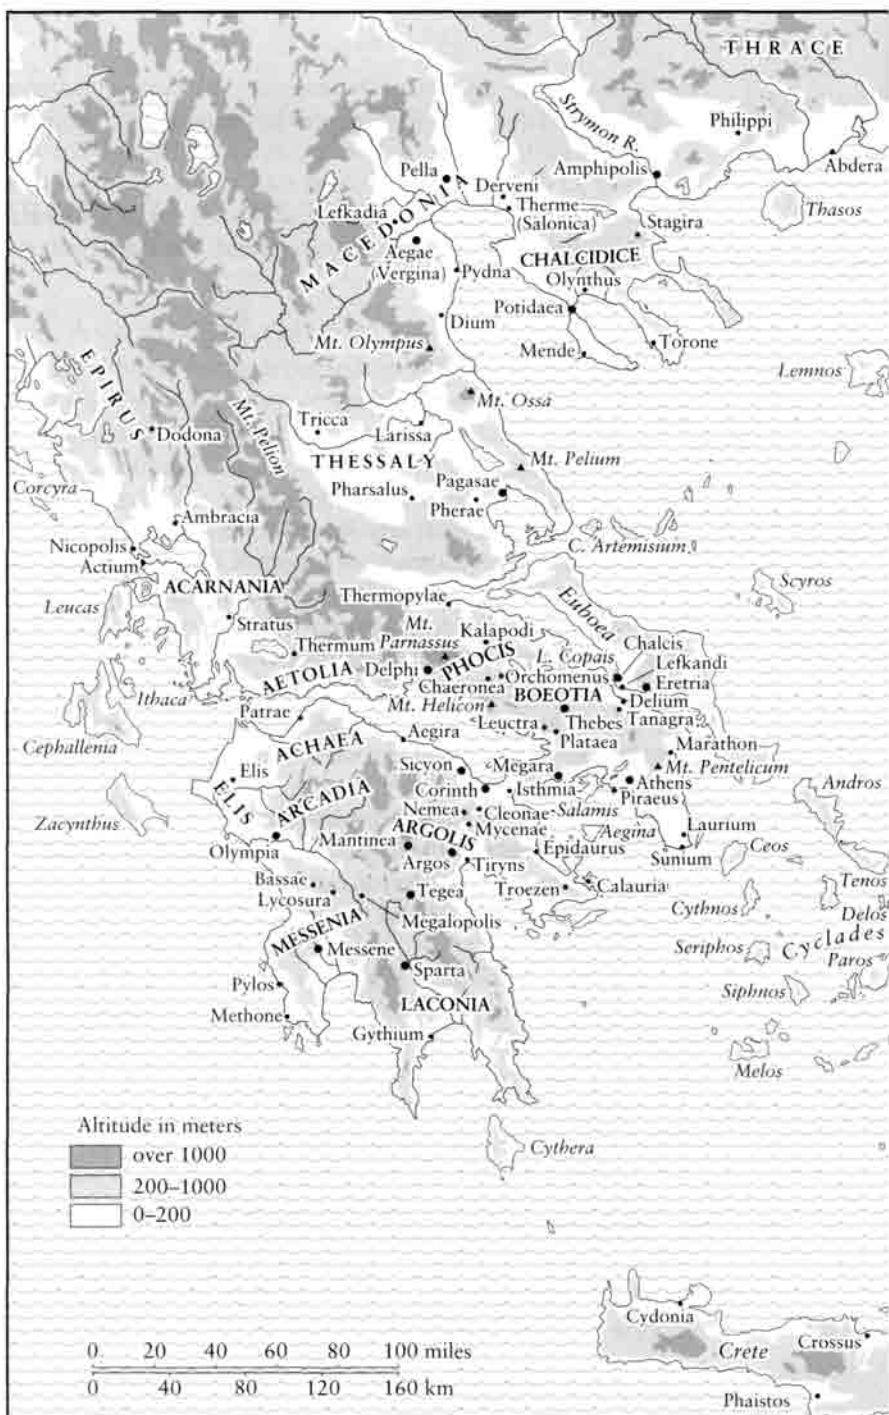 THRACE
Strymon R.
Philippi
Abdera
Pella
Amphipolis
Derveni
Lefkadia
Therme
(Salonica)
Thasos
Stagira
MACEDONIA
Aegae
(Vergina)
CHALCIDICE
Olynthus
Pydna
Potidaea
Dium
Mt. Olympus
Mende
Torone
Lemnos
EPIRUS
Mt. Ossa
Dodona
Mt. Pelion
Tricca
Larissa
THESSALY
Mt. Pelium
Corcyra
Pharsalus
Pagasae
Pherae
Ambracia
Nicopolis
Actium
C. Artemisium
ACARNANIA
Leucas
Thermopylae
Scyros
Euboea
Stratus
Mt.
Parnassus
Kalapodi
Thermum
L. Copais
Chalcis
Lefkandi
AETOLIA
Delphi
PHOCIS
Orchomenus
Eretria
Chaeronea
BOEOTIA
Delium
Ithaca
Mt. Helicon
Tanagra
Patrae
Leuctra
Thebes
Plataea
Cephallenia
ACHAEA
Aegira
Marathon
Sicyon
Megara
Mt. Pentelicum
Elis
ELIS
Corinth
Isthmia
Athens
Piraeus
Andros
ARCADIA
Nemea
Cleonae
Salamis
Zacynthus
Mycenae
Aegina
Laurium
Olympia
Mantinea
ARGOLIS
Epidaurus
Ceos
Argos
Tiryns
Sunium
Bassae
Lycosura
Tegea
Troezen
Calauria
Tenos
Cythnos
Delos
MESSENIA
Megalopolis
Cyclades
Messene
Seriphos
Paros
Sparta
Pylos
Siphnos
LACONIA
Methone
Gythium
Melos
Altitude in meters
over 1000
200–1000
0–200
Cythera
Cydonia
Crete
Crossus
Phaistos
0 20 40 60 80 100 miles
0 40 80 120 160 km